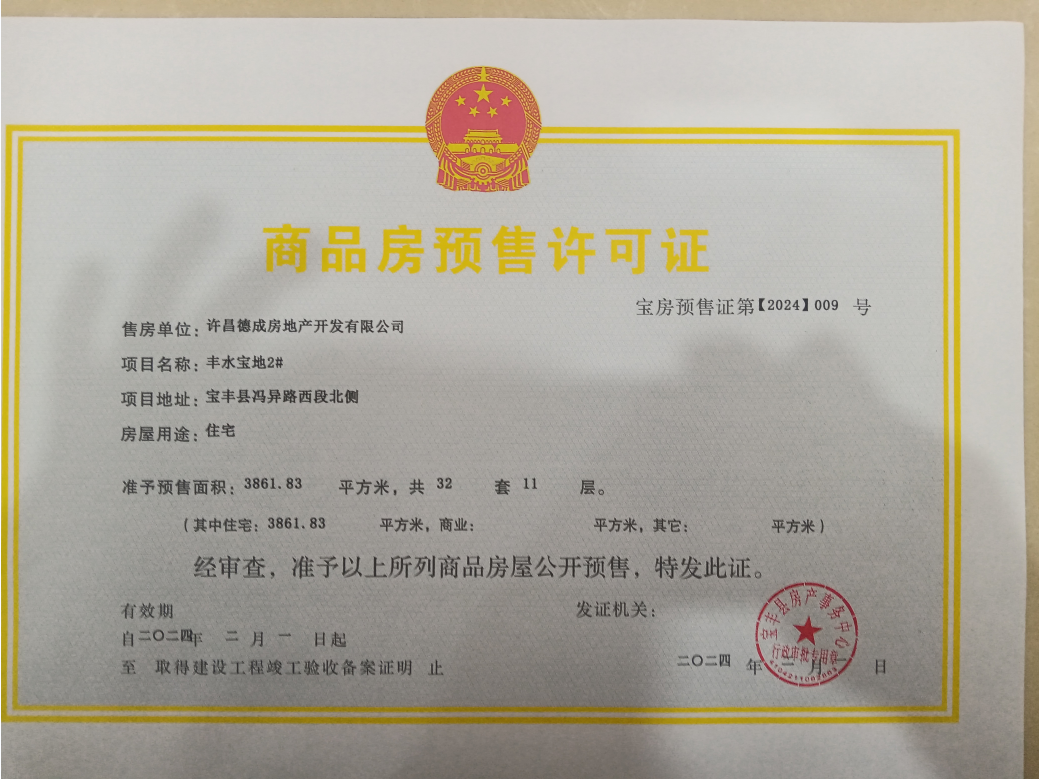 商品房预售许可证
宝房预售证第【2024】009 号
售房单位：许昌德成房地产开发有限公司
项目名称：丰水宝地2#
项目地址：宝丰县冯异路西段北侧
房屋用途：住宅
准予预售面积：3861.83 平方米，共 32 套 11 层。
（其中住宅：3861.83 平方米，商业： 平方米，其它： 平方米）
经审查，准予以上所列商品房屋公开预售，特发此证。
有效期
发证机关：
自二〇二四年 二 月 一 日起
至 取得建设工程竣工验收备案证明 止
二〇二四 年 二 月 一 日
宝丰县房产事务中心
行政审批专用章